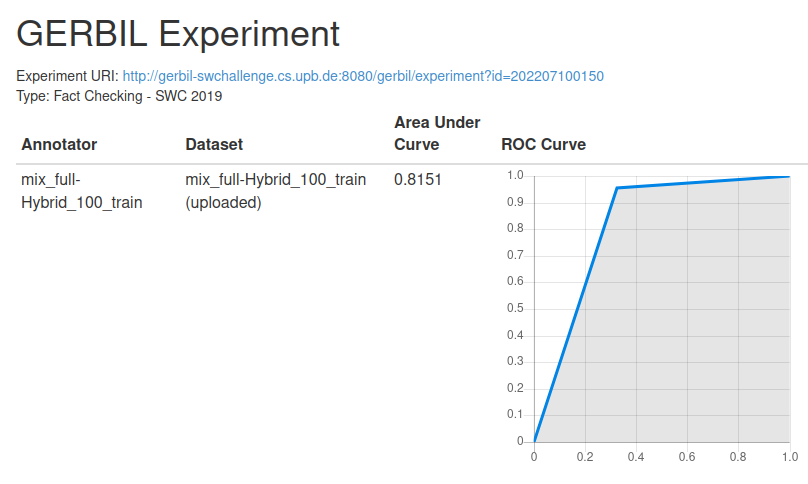 GERBIL Experiment
Experiment URI: http://gerbil-swchallenge.cs.upb.de:8080/gerbil/experiment?id=202207100150
Type: Fact Checking - SWC 2019
Annotator Dataset Area Under Curve ROC Curve
mix_full-Hybrid_100_train mix_full-Hybrid_100_train (uploaded) 0.8151
1.0
0.9
0.8
0.7
0.6
0.5
0.4
0.3
0.2
0.1
0
0 0.2 0.4 0.6 0.8 1.0